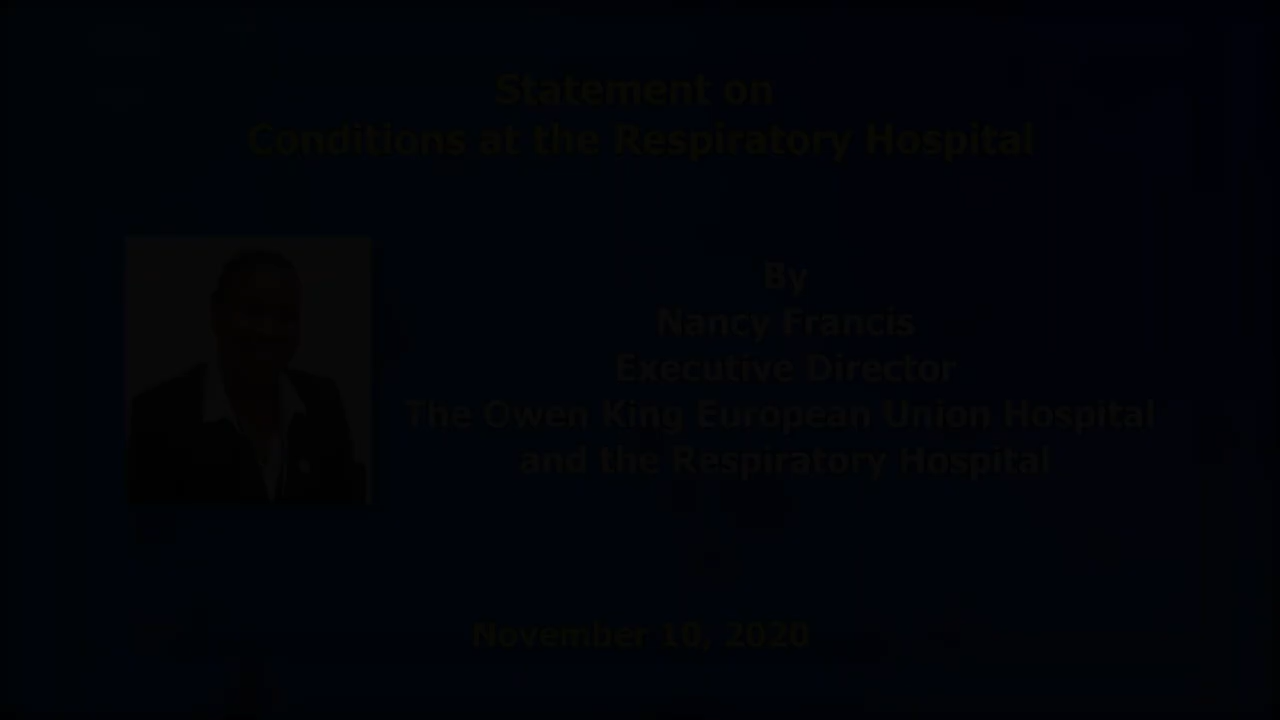 Statement on
Conditions at the Respiratory Hospital
By
Nancy Francis
Executive Director
The Owen King European Union Hospital
and the Respiratory Hospital
November 10, 2020